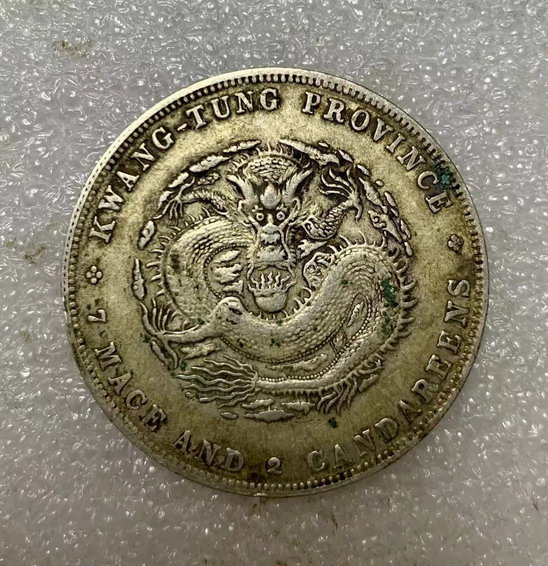 KWANG-TUNG PROVINCE
7 MACE AND 2 CANDAREENS